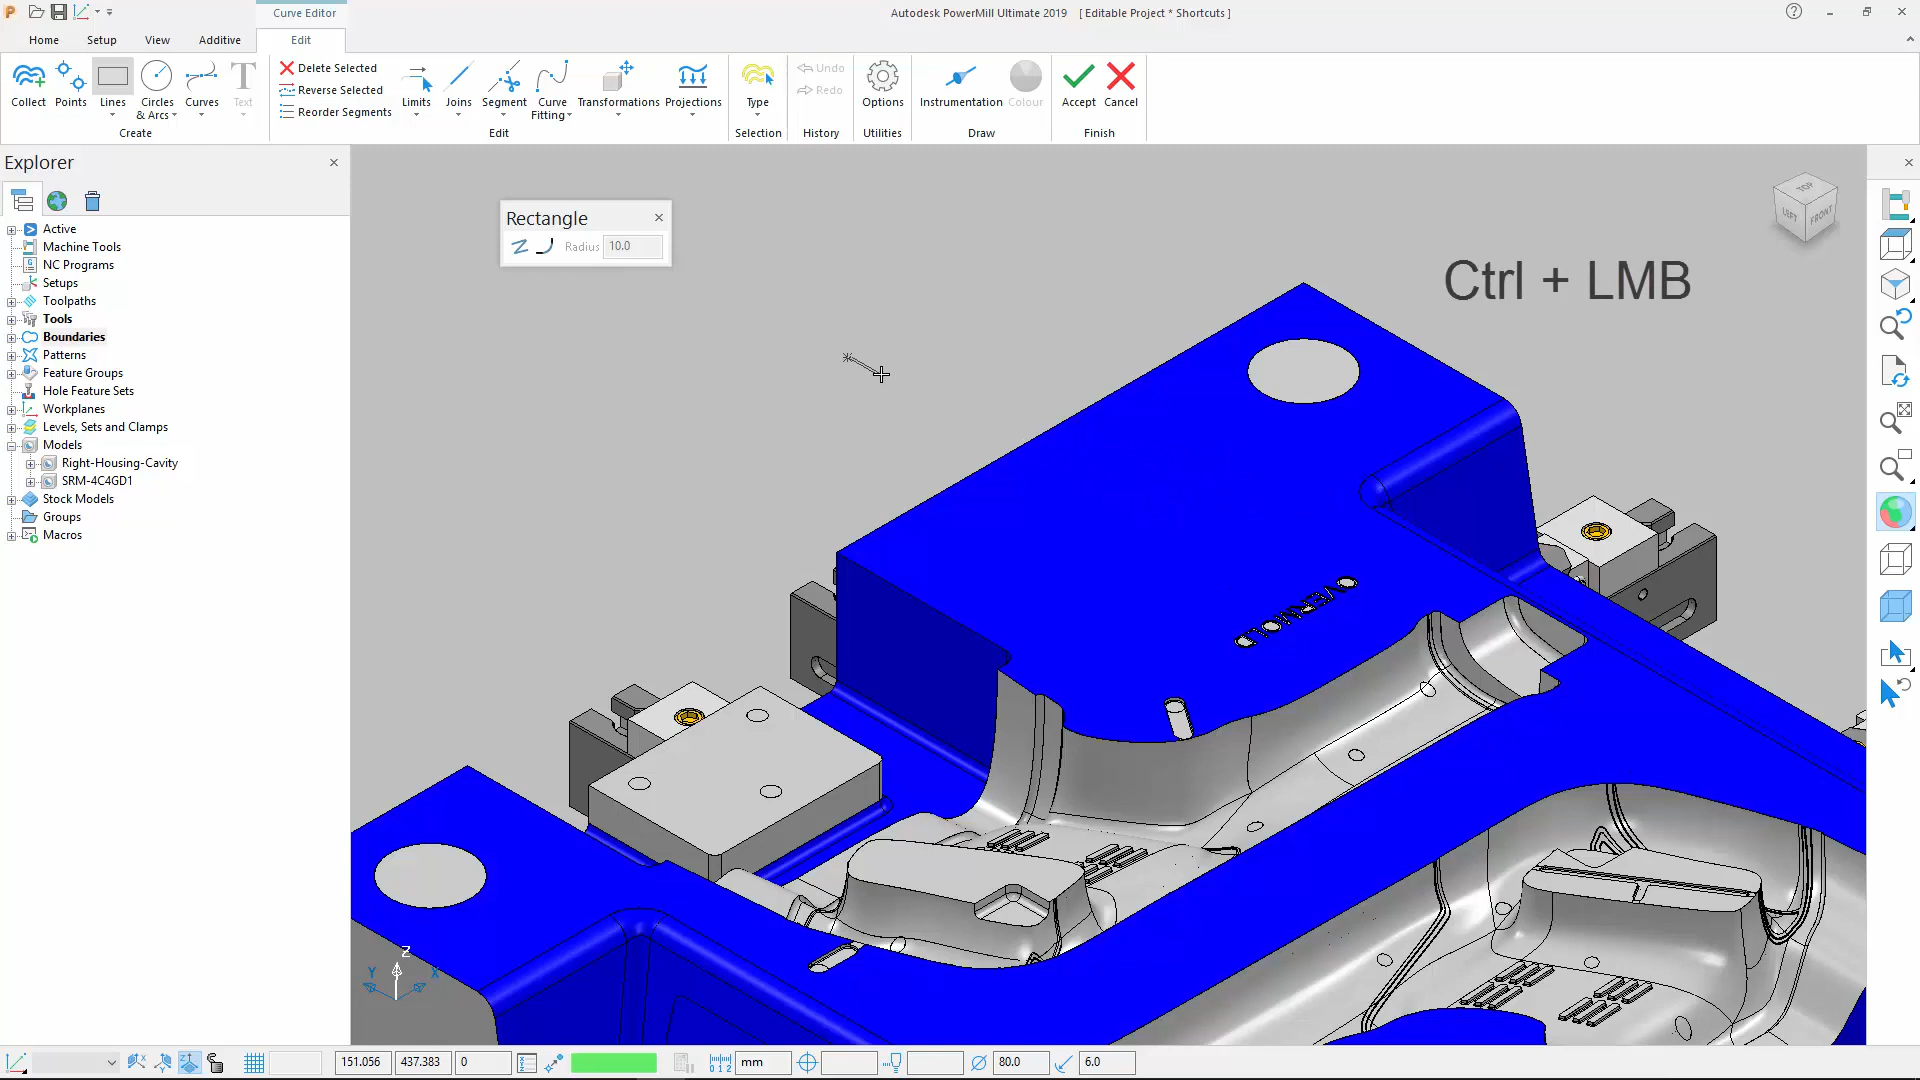 Curve Editor
Autodesk PowerMill Ultimate 2019 [ Editable Project * Shortcuts ]
Home Setup View Additive Edit
Delete Selected
Reverse Selected
Reorder Segments
Collect Points Lines Circles & Arcs Curves Text
Limits Joins Segment Curve Fitting Transformations Projections
Type Undo Redo Options Instrumentation Colour Accept Cancel
Create Edit Selection History Utilities Draw Finish
Explorer
Active
Machine Tools
NC Programs
Setups
Toolpaths
Tools
Boundaries
Patterns
Feature Groups
Hole Feature Sets
Workplanes
Levels, Sets and Clamps
Models
Right-Housing-Cavity
SRM-4C4GD1
Stock Models
Groups
Macros
Rectangle
Radius 10.0
Ctrl + LMB
TOP
LEFT FRONT
Z
Y X
151.056 437.383 0 mm 80.0 6.0